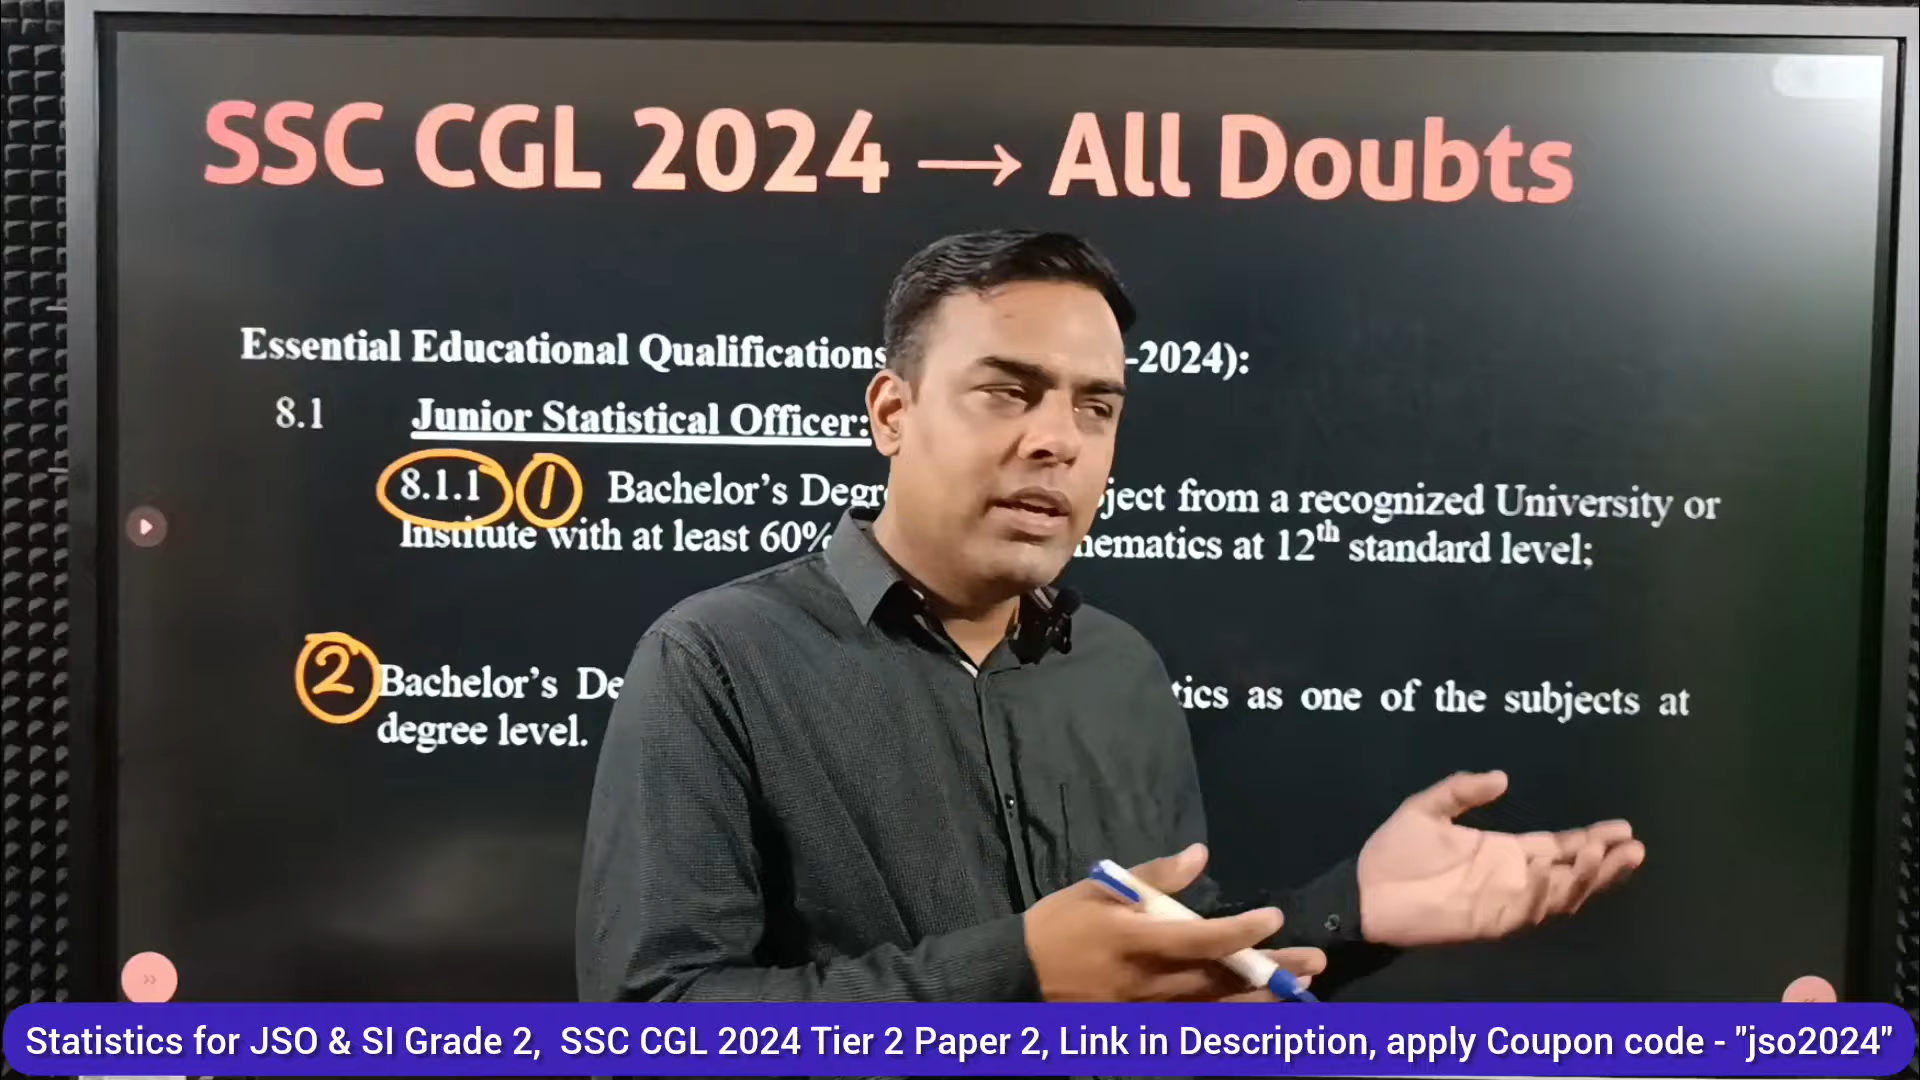 SSC CGL 2024 → All Doubts
Essential Educational Qualifications -2024):
8.1 Junior Statistical Officer:
8.1.1 1 Bachelor's from a recognized University or
Institute with at least 60% at 12th standard level;
2 Bachelor's as one of the subjects at
degree level.
Statistics for JSO & SI Grade 2, SSC CGL 2024 Tier 2 Paper 2, Link in Description, apply Coupon code - "jso2024"